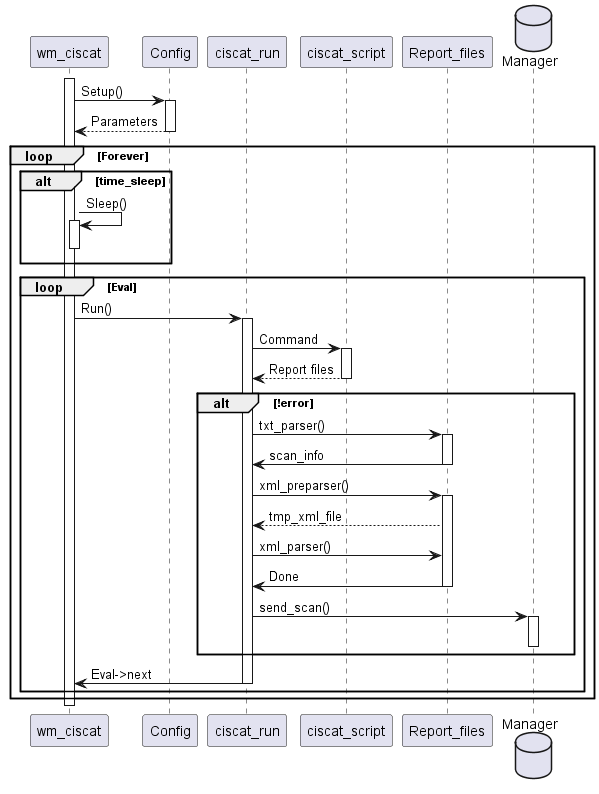 Manager
wm_ciscat
Config
ciscat_run
ciscat_script
Report_files
Setup()
Parameters
loop [Forever]
alt [time_sleep]
Sleep()
loop [Eval]
Run()
Command
Report files
alt [!error]
txt_parser()
scan_info
xml_preparser()
tmp_xml_file
xml_parser()
Done
send_scan()
Eval->next
wm_ciscat
Config
ciscat_run
ciscat_script
Report_files
Manager